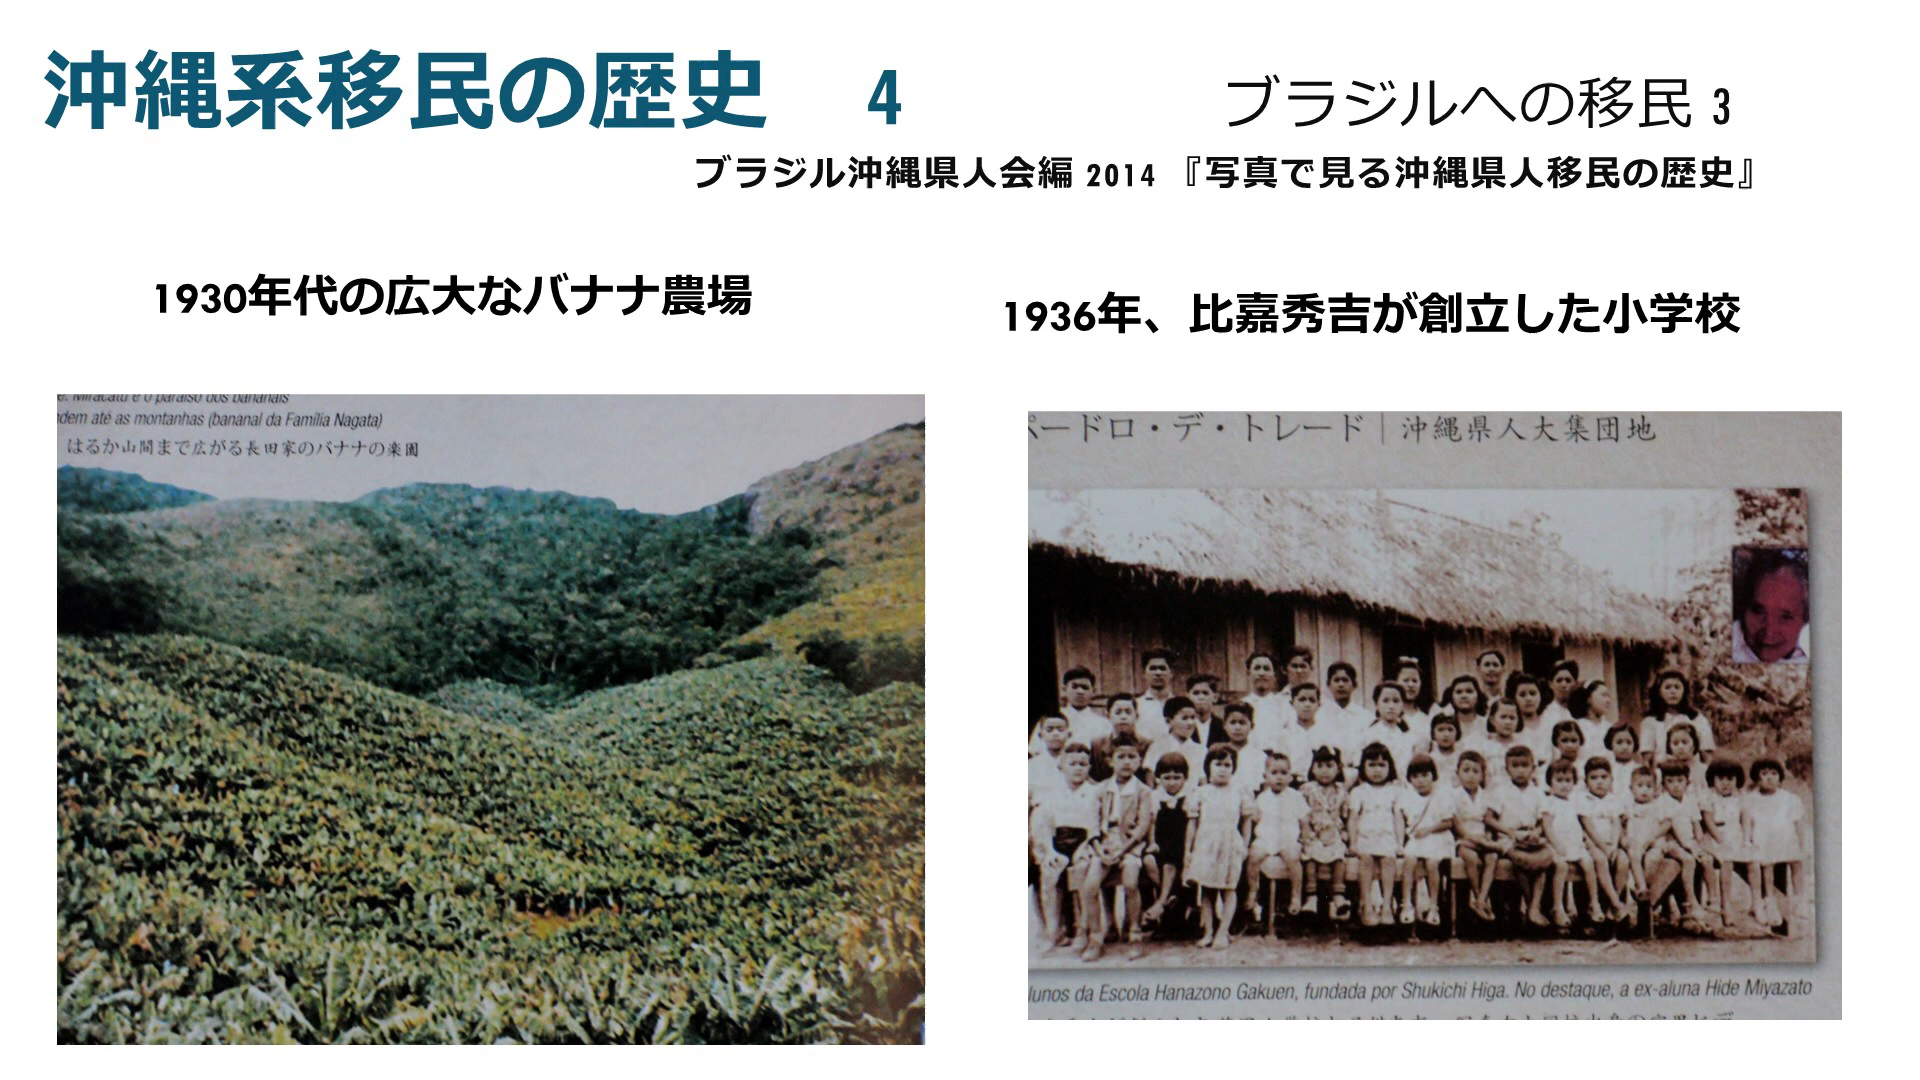 沖縄系移民の歴史　4
ブラジルへの移民 3
ブラジル沖縄県人会編 2014 『写真で見る沖縄県人移民の歴史』
1930年代の広大なバナナ農場
1936年、比嘉秀吉が創立した小学校
e. Miracatu é o paraíso dos bananais
ndem até as montanhas (bananal da Família Nagata)
はるか山間まで広がる長田家のバナナの楽園
ペードロ・デ・トレード｜沖縄県人大集団地
lunos da Escola Hanazono Gakuen, fundada por Shukichi Higa. No destaque, a ex-aluna Hide Miyazato